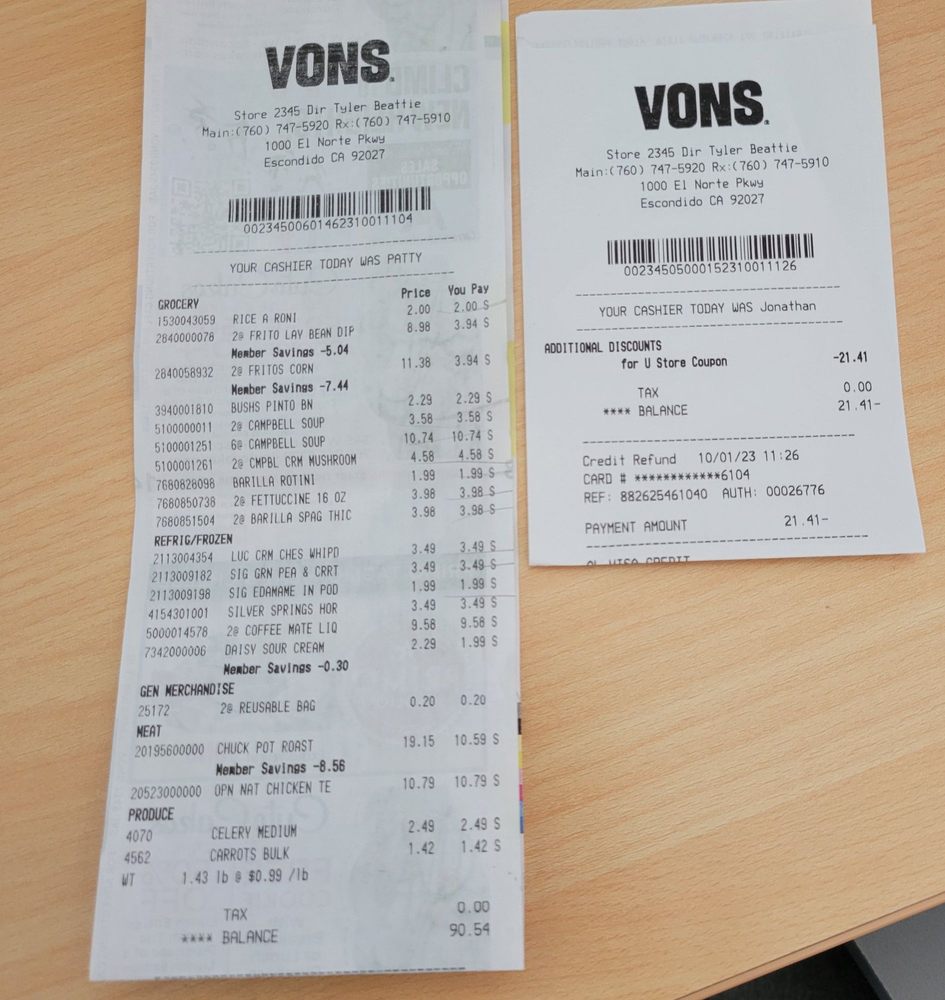 VONS.
Store 2345 Dir Tyler Beattie
Main:(760) 747-5920 Rx:(760) 747-5910
1000 El Norte Pkwy
Escondido CA 92027
00234500601462310011104
YOUR CASHIER TODAY WAS PATTY
Price You Pay
GROCERY
1530043059 RICE A RONI 2.00 2.00 S
2840000078 2@ FRITO LAY BEAN DIP 8.98 3.94 S
Member Savings -5.04
2840058932 2@ FRITOS CORN 11.38 3.94 S
Member Savings -7.44
3940001810 BUSHS PINTO BN 2.29 2.29 S
5100000011 2@ CAMPBELL SOUP 3.58 3.58 S
5100001251 6@ CAMPBELL SOUP 10.74 10.74 S
5100001261 2@ CMPBL CRM MUSHROOM 4.58 4.58 S
7680828098 BARILLA ROTINI 1.99 1.99 S
7680850738 2@ FETTUCCINE 16 OZ 3.98 3.98 S
7680851504 2@ BARILLA SPAG THIC 3.98 3.98 S
REFRIG/FROZEN
2113004354 LUC CRM CHES WHIPD 3.49 3.49 S
2113009182 SIG GRN PEA & CRRT 3.49 3.49 S
2113009198 SIG EDAMAME IN POD 1.99 1.99 S
4154301001 SILVER SPRINGS HOR 3.49 3.49 S
5000014578 2@ COFFEE MATE LIQ 9.58 9.58 S
7342000006 DAISY SOUR CREAM 2.29 1.99 S
Member Savings -0.30
GEN MERCHANDISE
25172 2@ REUSABLE BAG 0.20 0.20
MEAT
20195600000 CHUCK POT ROAST 19.15 10.59 S
Member Savings -8.56
20523000000 OPN NAT CHICKEN TE 10.79 10.79 S
PRODUCE
4070 CELERY MEDIUM 2.49 2.49 S
4562 CARROTS BULK 1.42 1.42 S
WT 1.43 lb @ $0.99 /lb
TAX 0.00
**** BALANCE 90.54
VONS.
Store 2345 Dir Tyler Beattie
Main:(760) 747-5920 Rx:(760) 747-5910
1000 El Norte Pkwy
Escondido CA 92027
00234505000152310011126
YOUR CASHIER TODAY WAS Jonathan
ADDITIONAL DISCOUNTS
for U Store Coupon -21.41
TAX 0.00
**** BALANCE 21.41-
Credit Refund 10/01/23 11:26
CARD # ************6104
REF: 882625461040 AUTH: 00026776
PAYMENT AMOUNT 21.41-
AL VISA CREDIT